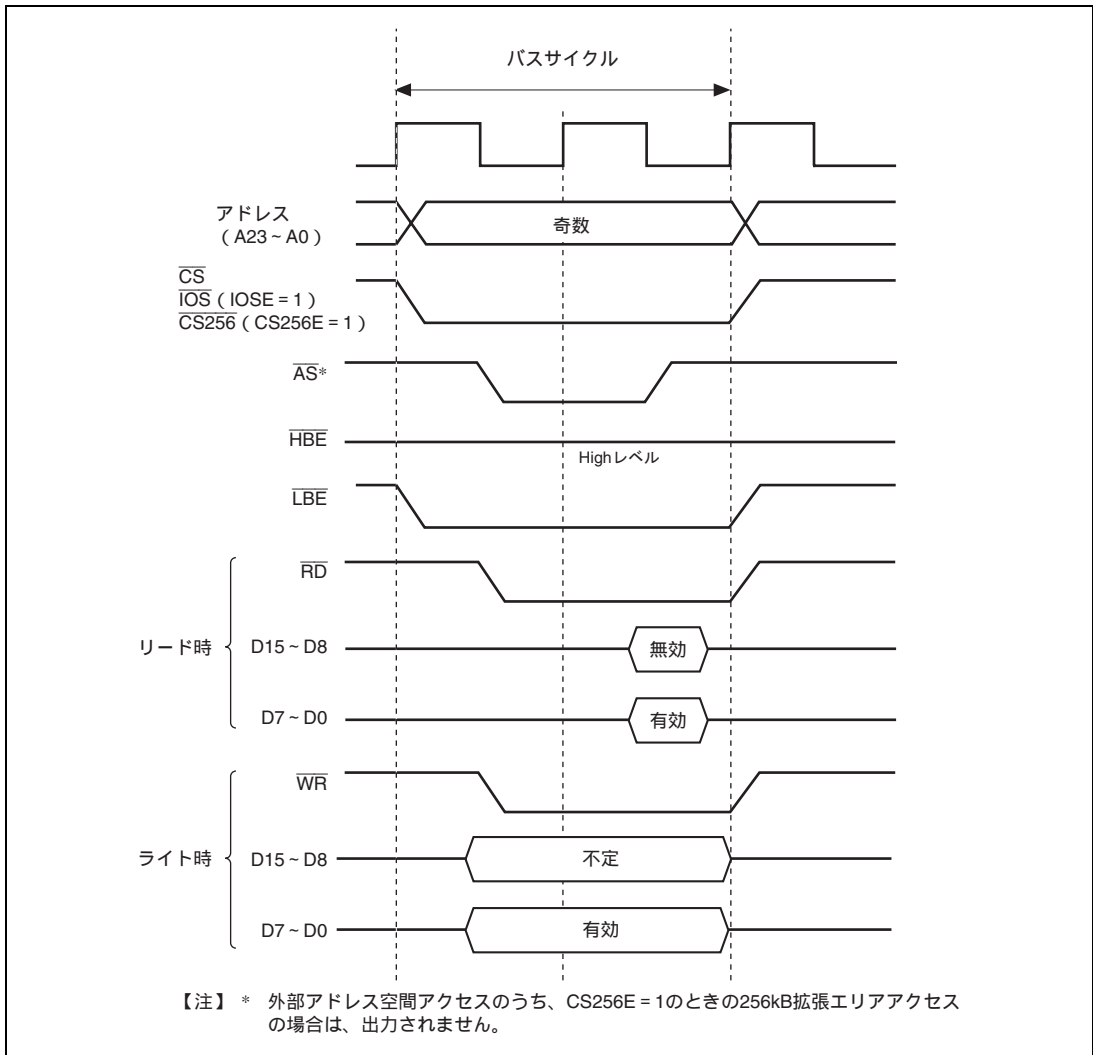 バスサイクル
アドレス
( A23 ~ A0 )
奇数
CS
IOS ( IOSE = 1 )
CS256 ( CS256E = 1 )
AS*
HBE
Highレベル
LBE
RD
リード時
D15 ~ D8
無効
D7 ~ D0
有効
WR
ライト時
D15 ~ D8
不定
D7 ~ D0
有効
【注】 * 外部アドレス空間アクセスのうち、CS256E = 1のときの256kB拡張エリアアクセス
の場合は、出力されません。